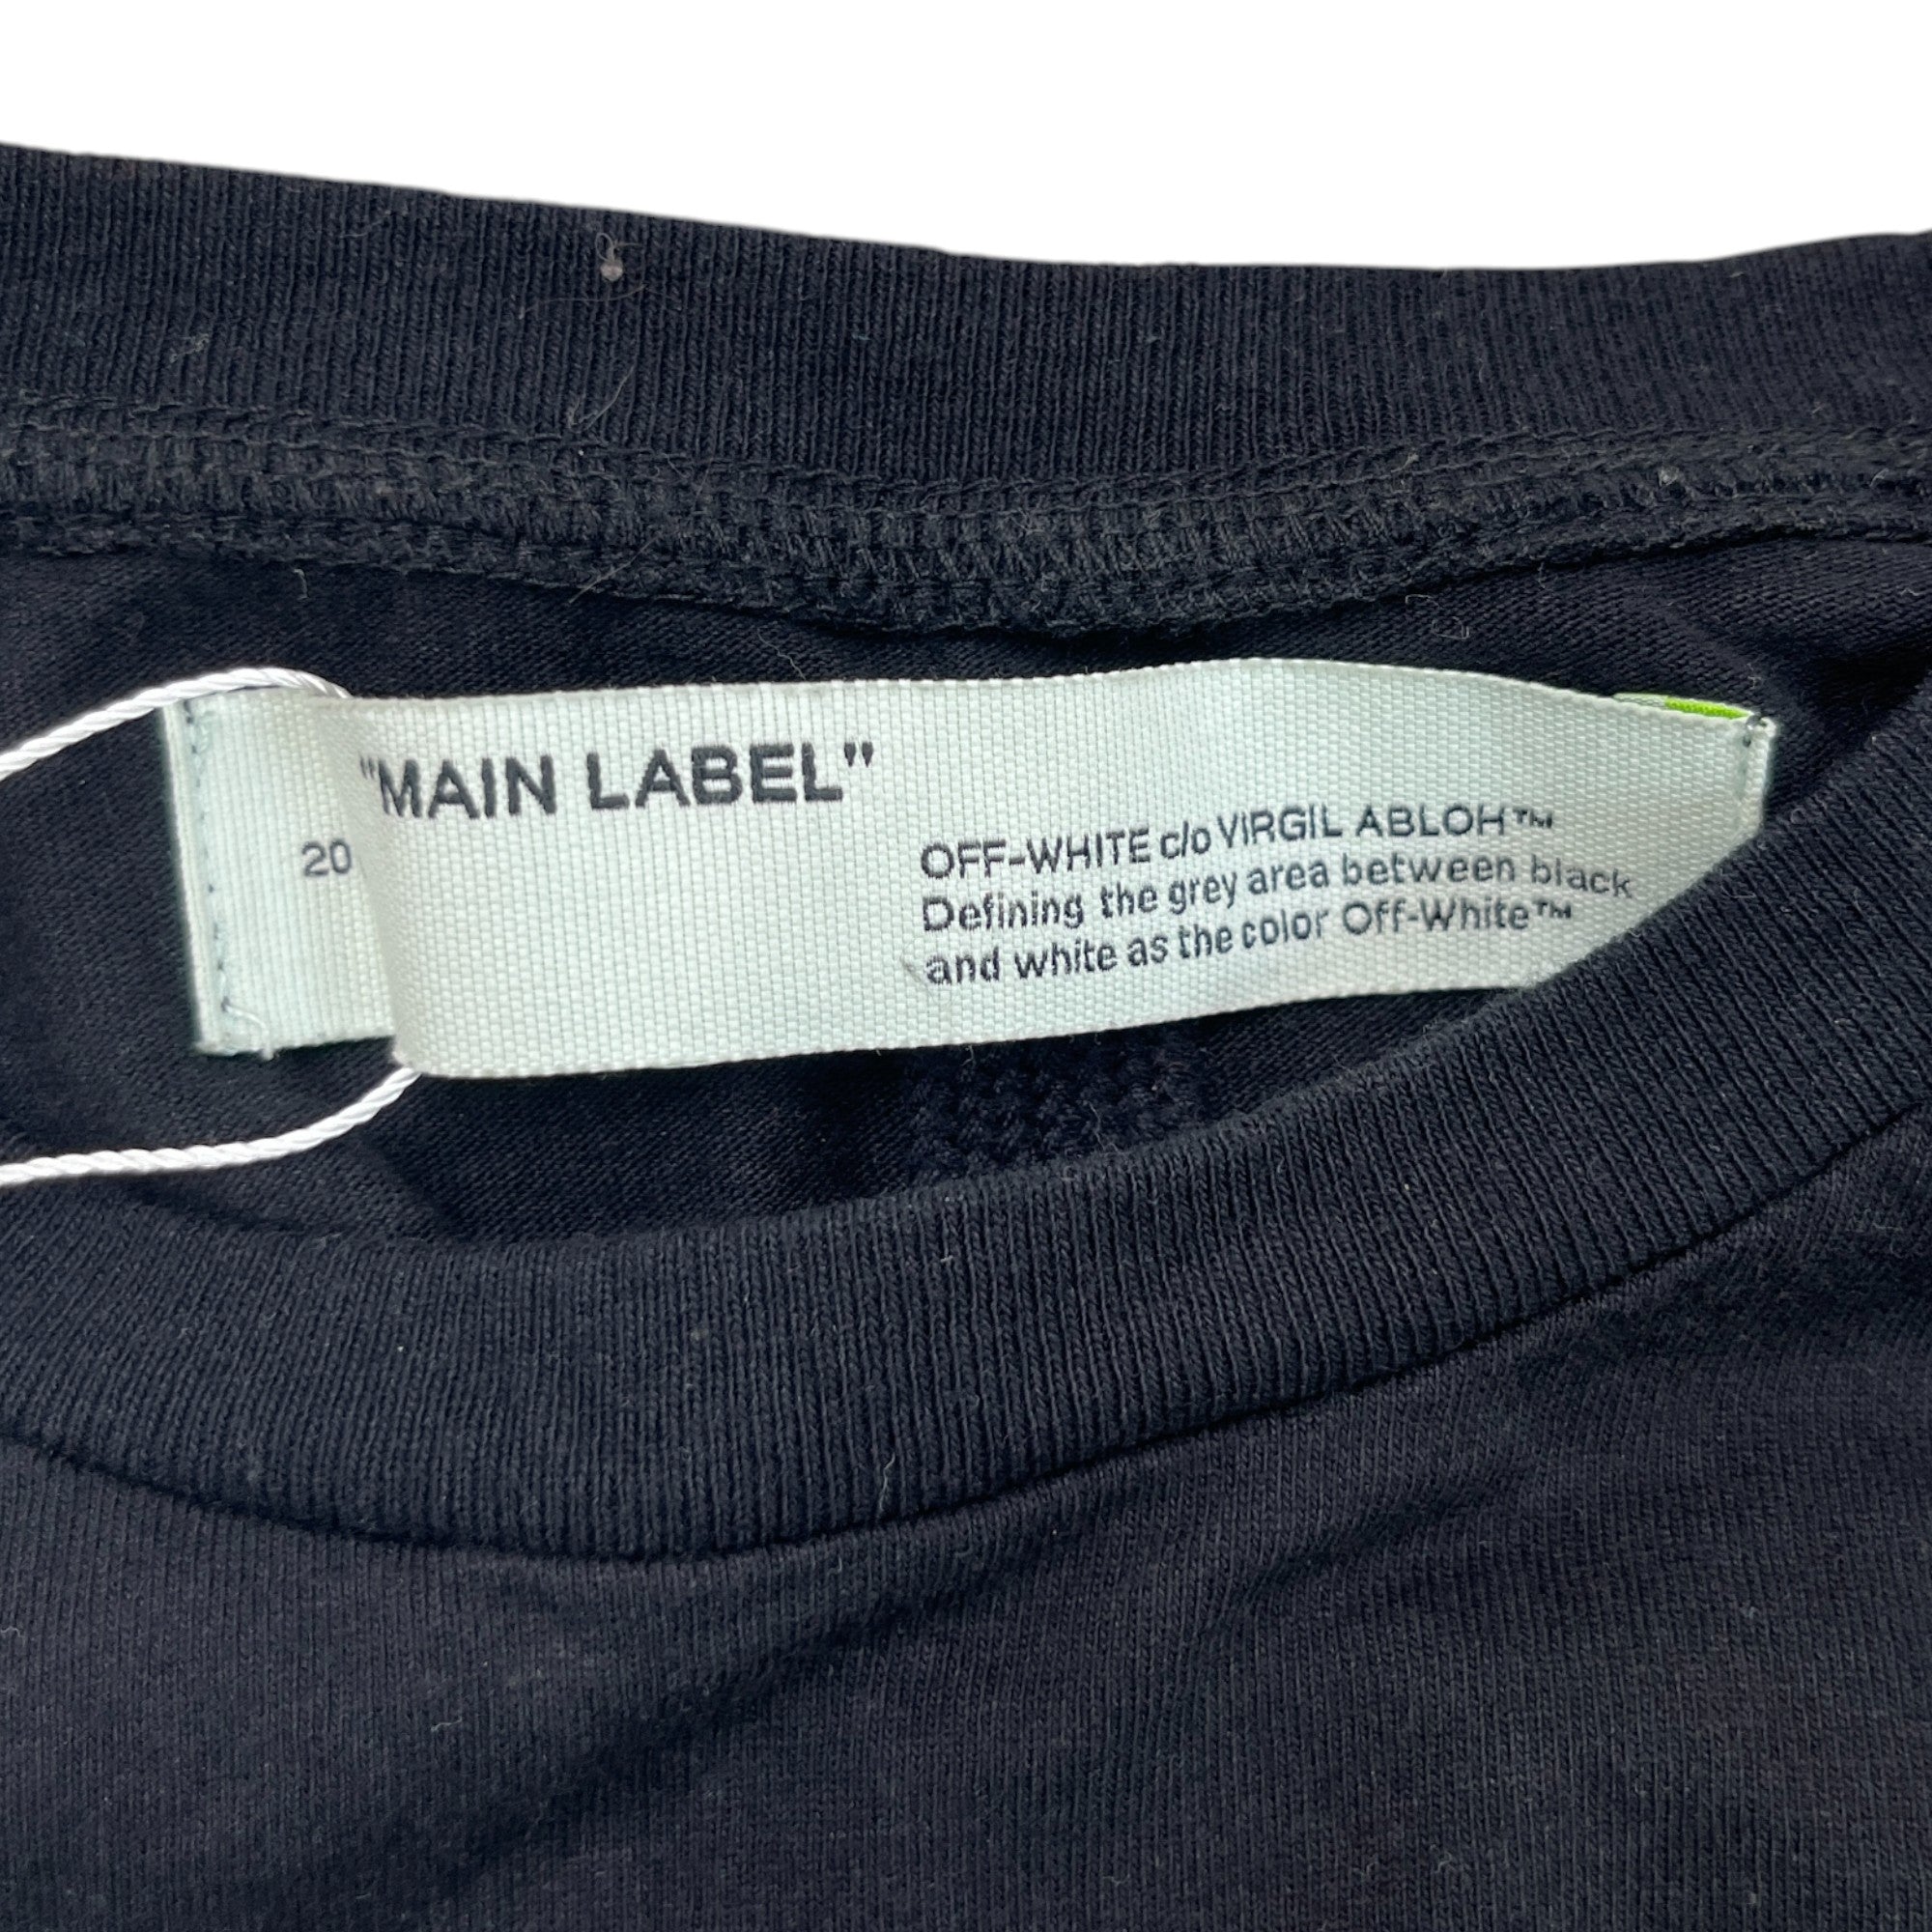 "MAIN LABEL"
20
OFF-WHITE c/o VIRGIL ABLOH™
Defining the grey area between black
and white as the color Off-White™